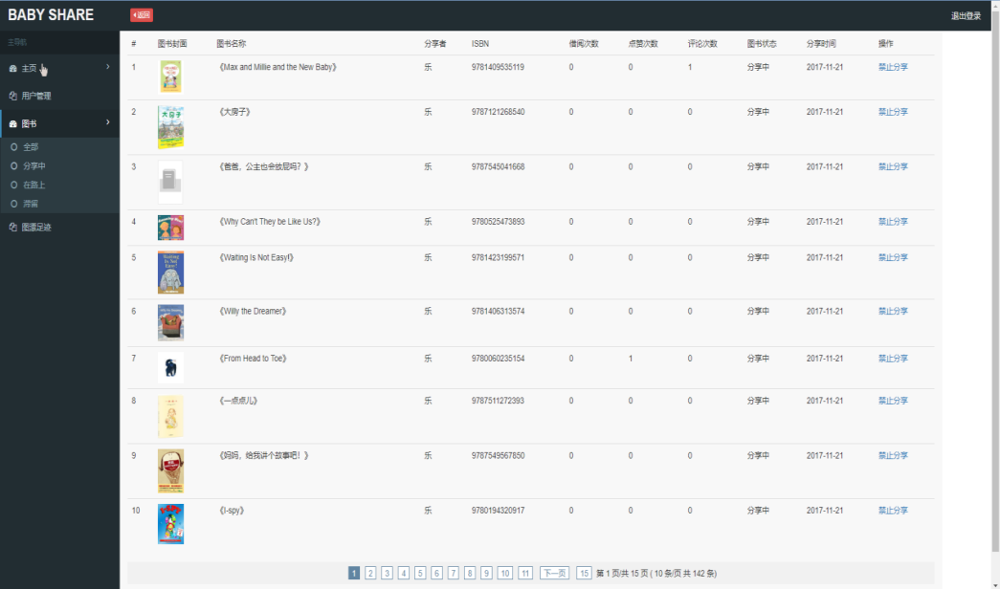 BABY SHARE 返回 退出登录
主导航
主页
用户管理
图书
全部
分享中
在路上
滞留
图漂足迹
# 图书封面 图书名称 分享者 ISBN 借阅次数 点赞次数 评论次数 图书状态 分享时间 操作
1 《Max and Millie and the New Baby》 乐 9781409535119 0 0 1 分享中 2017-11-21 禁止分享
2 《大房子》 乐 9787121268540 0 0 0 分享中 2017-11-21 禁止分享
3 《爸爸，公主也会放屁吗？》 乐 9787545041668 0 0 0 分享中 2017-11-21 禁止分享
4 《Why Can't They be Like Us?》 乐 9780525473893 0 0 0 分享中 2017-11-21 禁止分享
5 《Waiting Is Not Easy!》 乐 9781423199571 0 0 0 分享中 2017-11-21 禁止分享
6 《Willy the Dreamer》 乐 9781406313574 0 0 0 分享中 2017-11-21 禁止分享
7 《From Head to Toe》 乐 9780060235154 0 1 0 分享中 2017-11-21 禁止分享
8 《一点点儿》 乐 9787511272393 0 0 0 分享中 2017-11-21 禁止分享
9 《妈妈，给我讲个故事吧！》 乐 9787549567850 0 0 0 分享中 2017-11-21 禁止分享
10 《I-spy》 乐 9780194320917 0 0 0 分享中 2017-11-21 禁止分享
1 2 3 4 5 6 7 8 9 10 11 下一页 15 第 1 页/共 15 页 ( 10 条/页 共 142 条)